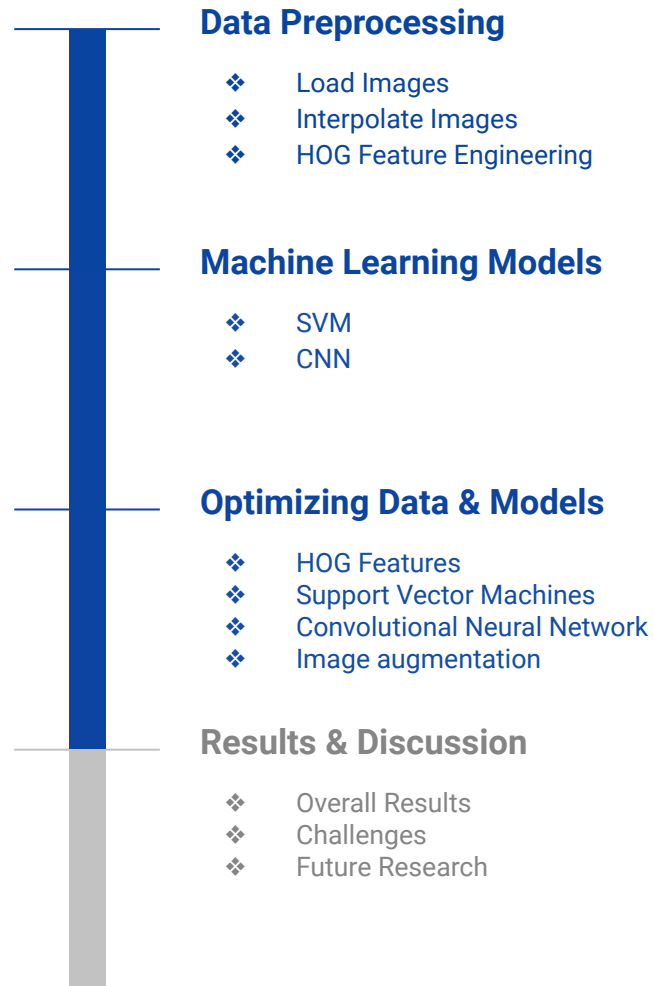 Data Preprocessing
❖ Load Images
❖ Interpolate Images
❖ HOG Feature Engineering
Machine Learning Models
❖ SVM
❖ CNN
Optimizing Data & Models
❖ HOG Features
❖ Support Vector Machines
❖ Convolutional Neural Network
❖ Image augmentation
Results & Discussion
❖ Overall Results
❖ Challenges
❖ Future Research